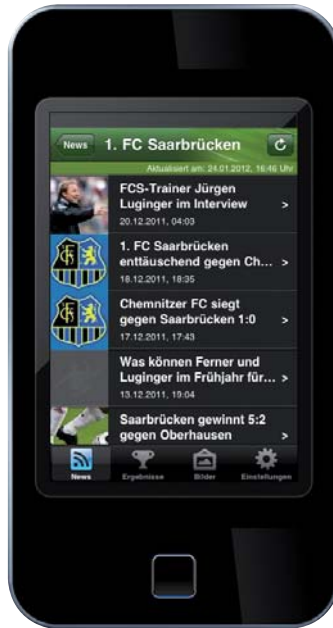 News
1. FC Saarbrücken
Aktualisiert am: 24.01.2012, 16:46 Uhr
FCS-Trainer Jürgen
Luginger im Interview >
20.12.2011, 04:03
1. FC Saarbrücken
enttäuschend gegen Ch... >
18.12.2011, 18:35
Chemnitzer FC siegt
gegen Saarbrücken 1:0 >
17.12.2011, 17:43
Was können Ferner und
Luginger im Frühjahr für... >
13.12.2011, 19:04
Saarbrücken gewinnt 5:2
gegen Oberhausen >
News Ergebnisse Bilder Einstellungen